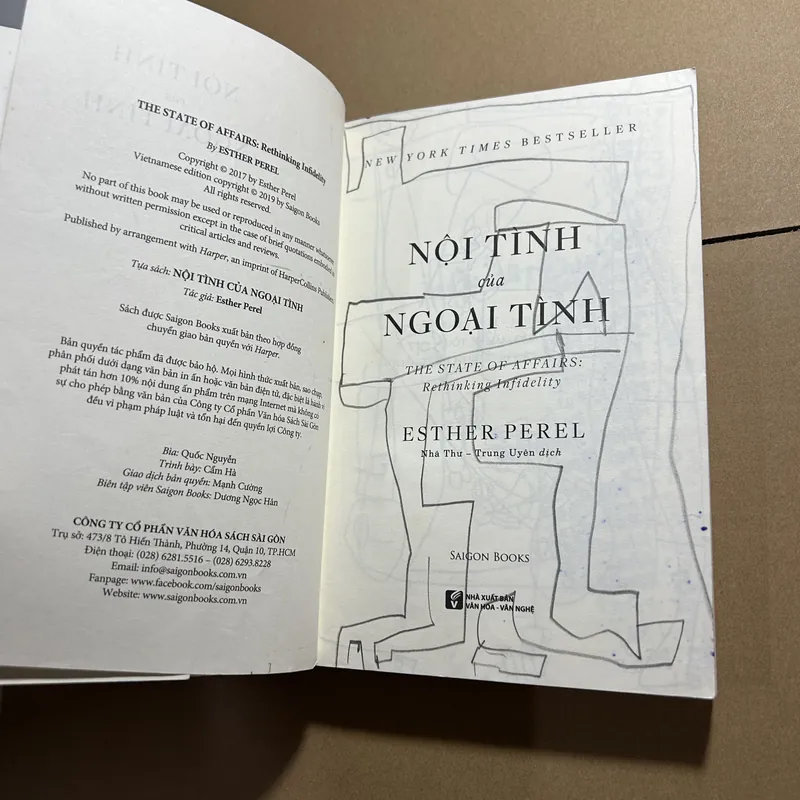 THE STATE OF AFFAIRS: Rethinking Infidelity
By ESTHER PEREL
Copyright © 2017 by Esther Perel
Vietnamese edition copyright © 2019 by Saigon Books
All rights reserved.
No part of this book may be used or reproduced in any manner whatsoever
without written permission except in the case of brief quotations embodied in
critical articles and reviews.
Published by arrangement with Harper, an imprint of HarperCollins Publishers
Tựa sách: NỘI TÌNH CỦA NGOẠI TÌNH
Tác giả: Esther Perel
Sách được Saigon Books xuất bản theo hợp đồng
chuyển giao bản quyền với Harper.
Bản quyền tác phẩm đã được bảo hộ. Mọi hình thức xuất bản, sao chụp,
phân phối dưới dạng văn bản in ấn hoặc văn bản điện tử, đặc biệt là hành vi
phát tán hơn 10% nội dung ấn phẩm trên mạng Internet mà không có
sự cho phép bằng văn bản của Công ty Cổ phần Văn hóa Sách Sài Gòn
đều vi phạm pháp luật và tổn hại đến quyền lợi Công ty.
Bìa: Quốc Nguyễn
Trình bày: Cẩm Hà
Giao dịch bản quyền: Mạnh Cường
Biên tập viên Saigon Books: Dương Ngọc Hân
CÔNG TY CỔ PHẦN VĂN HÓA SÁCH SÀI GÒN
Trụ sở: 473/8 Tô Hiến Thành, Phường 14, Quận 10, TP.HCM
Điện thoại: (028) 6281.5516 – (028) 6293.8228
Email: info@saigonbooks.com.vn
Fanpage: www.facebook.com/saigonbooks
Website: www.saigonbooks.com.vn
NEW YORK TIMES BESTSELLER
NỘI TÌNH
của
NGOẠI TÌNH
THE STATE OF AFFAIRS:
Rethinking Infidelity
ESTHER PEREL
Nhã Thư – Trung Uyên dịch
SAIGON BOOKS
NHÀ XUẤT BẢN
VĂN HÓA - VĂN NGHỆ